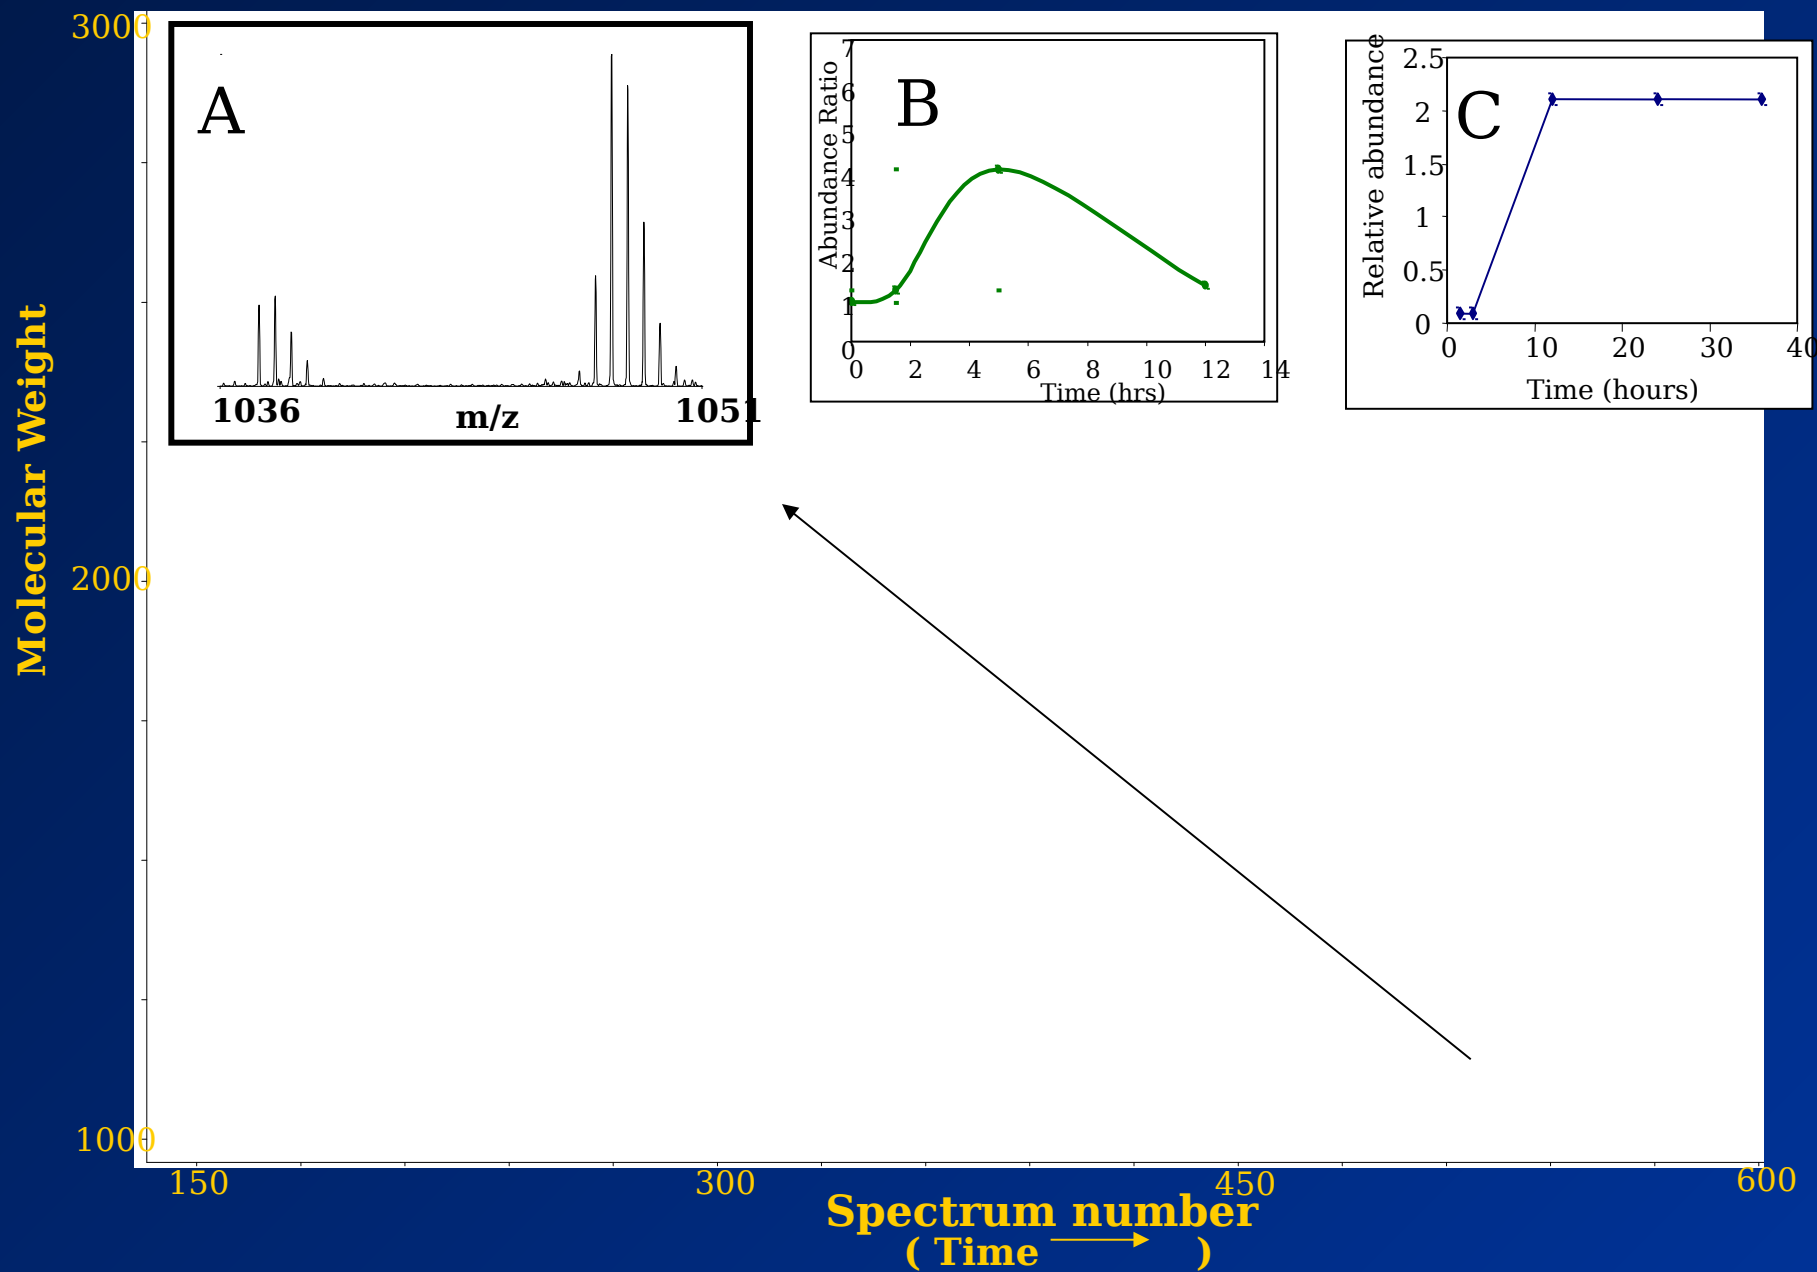 3000
2000
1000
Molecular Weight
A
1036
m/z
1051
B
Abundance Ratio
7
6
5
4
3
2
1
0
0 2 4 6 8 10 12 14
Time (hrs)
C
Relative abundance
2.5
2
1.5
1
0.5
0
0 10 20 30 40
Time (hours)
150 300 450 600
Spectrum number
( Time )